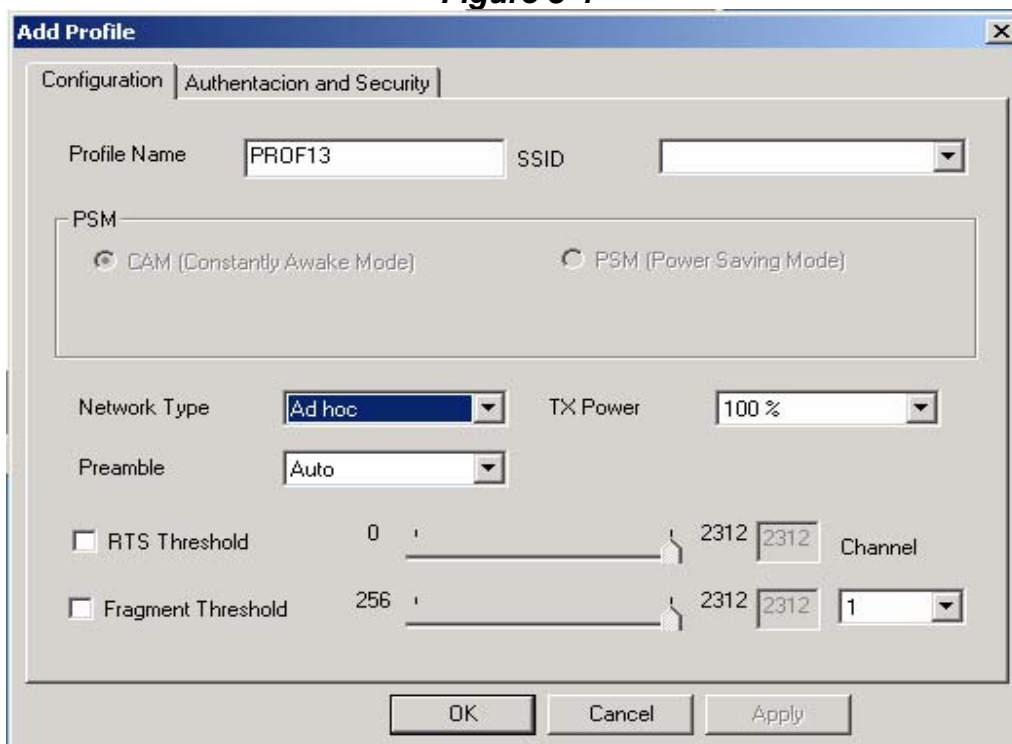 Add Profile
Configuration
Authentacion and Security
Profile Name
PROF13
SSID
PSM
CAM (Constantly Awake Mode)
PSM (Power Saving Mode)
Network Type
Ad hoc
TX Power
100 %
Preamble
Auto
RTS Threshold
0
2312
2312
Channel
Fragment Threshold
256
2312
2312
1
OK
Cancel
Apply